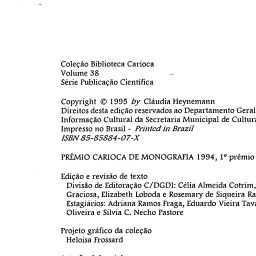 Coleção Biblioteca Carioca
Volume 38
Série Publicação Científica
Copyright © 1995 by Cláudia Heynemann
Direitos desta edição reservados ao Departamento Geral
Informação Cultural da Secretaria Municipal de Cultur
Impresso no Brasil - Printed in Brazil
ISBN 85-85884-07-X
PRÊMIO CARIOCA DE MONOGRAFIA 1994, 1º prêmio
Edição e revisão de texto
Divisão de Editoração C/DGDI: Célia Almeida Cotrim,
Graciosa, Elizabeth Loboda e Rosemary de Siqueira Ra
Estagiários: Adriana Ramos Fraga, Eduardo Vieira Tava
Oliveira e Silvia C. Necho Pastore
Projeto gráfico da coleção
Heloisa Frossard